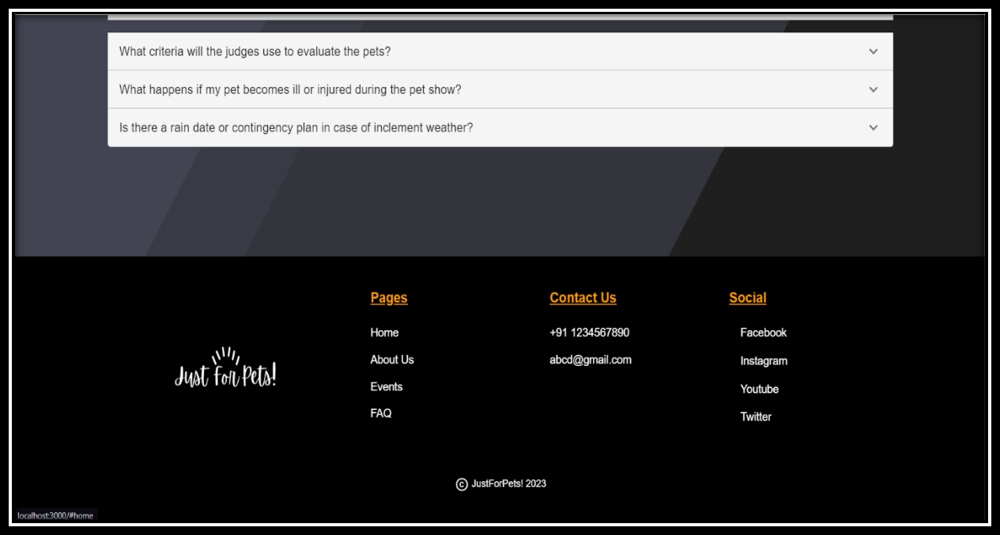 What criteria will the judges use to evaluate the pets?
What happens if my pet becomes ill or injured during the pet show?
Is there a rain date or contingency plan in case of inclement weather?
Just For Pets!
Pages
Home
About Us
Events
FAQ
Contact Us
+91 1234567890
abcd@gmail.com
Social
Facebook
Instagram
Youtube
Twitter
© JustForPets! 2023
localhost:3000/#home